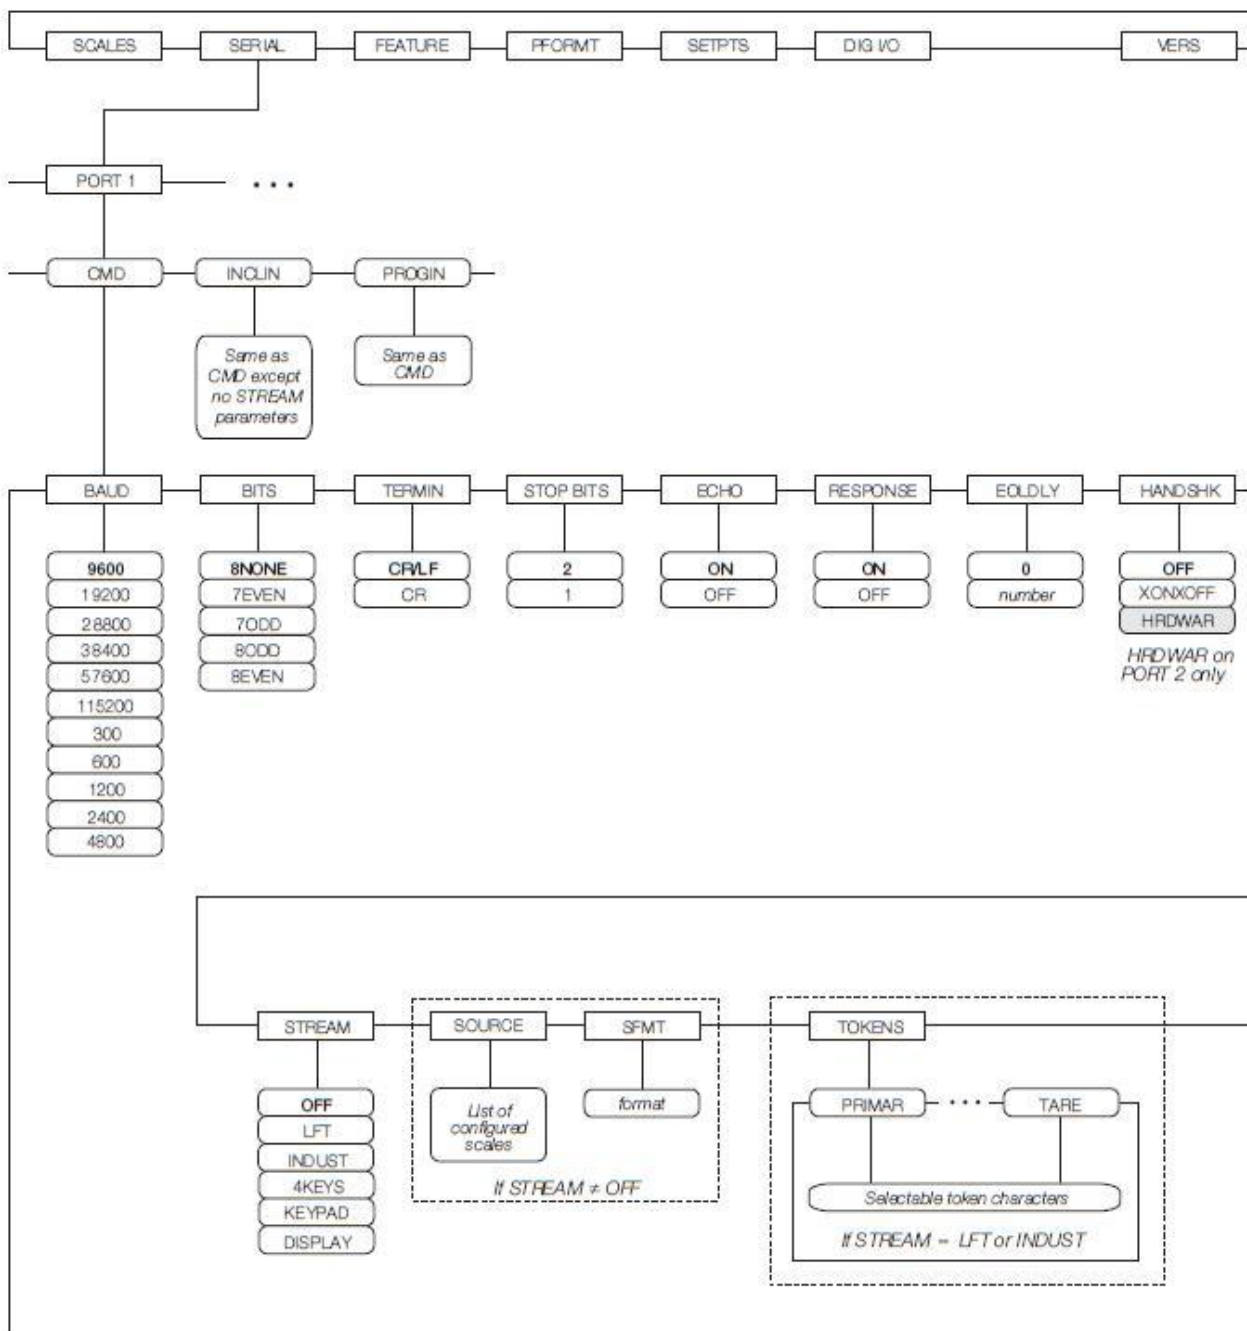 SCALES
SERIAL
FEATURE
PFORMT
SETPTS
DIG I/O
VERS
PORT 1
• • •
CMD
INCLIN
PROGIN
Same as
CMD except
no STREAM
parameters
Same as
CMD
BAUD
BITS
TERMIN
STOP BITS
ECHO
RESPONSE
EOLDLY
HANDSHK
9600
19200
28800
38400
57600
115200
300
600
1200
2400
4800
8NONE
7EVEN
7ODD
8ODD
8EVEN
CR/LF
CR
2
1
ON
OFF
ON
OFF
0
number
OFF
XONXOFF
HRDWAR
HRDWAR on
PORT 2 only
STREAM
SOURCE
SFMT
TOKENS
OFF
LFT
INDUST
4KEYS
KEYPAD
DISPLAY
List of
configured
scales
format
If STREAM ≠ OFF
PRIMAR
• • •
TARE
Selectable token characters
If STREAM = LFT or INDUST